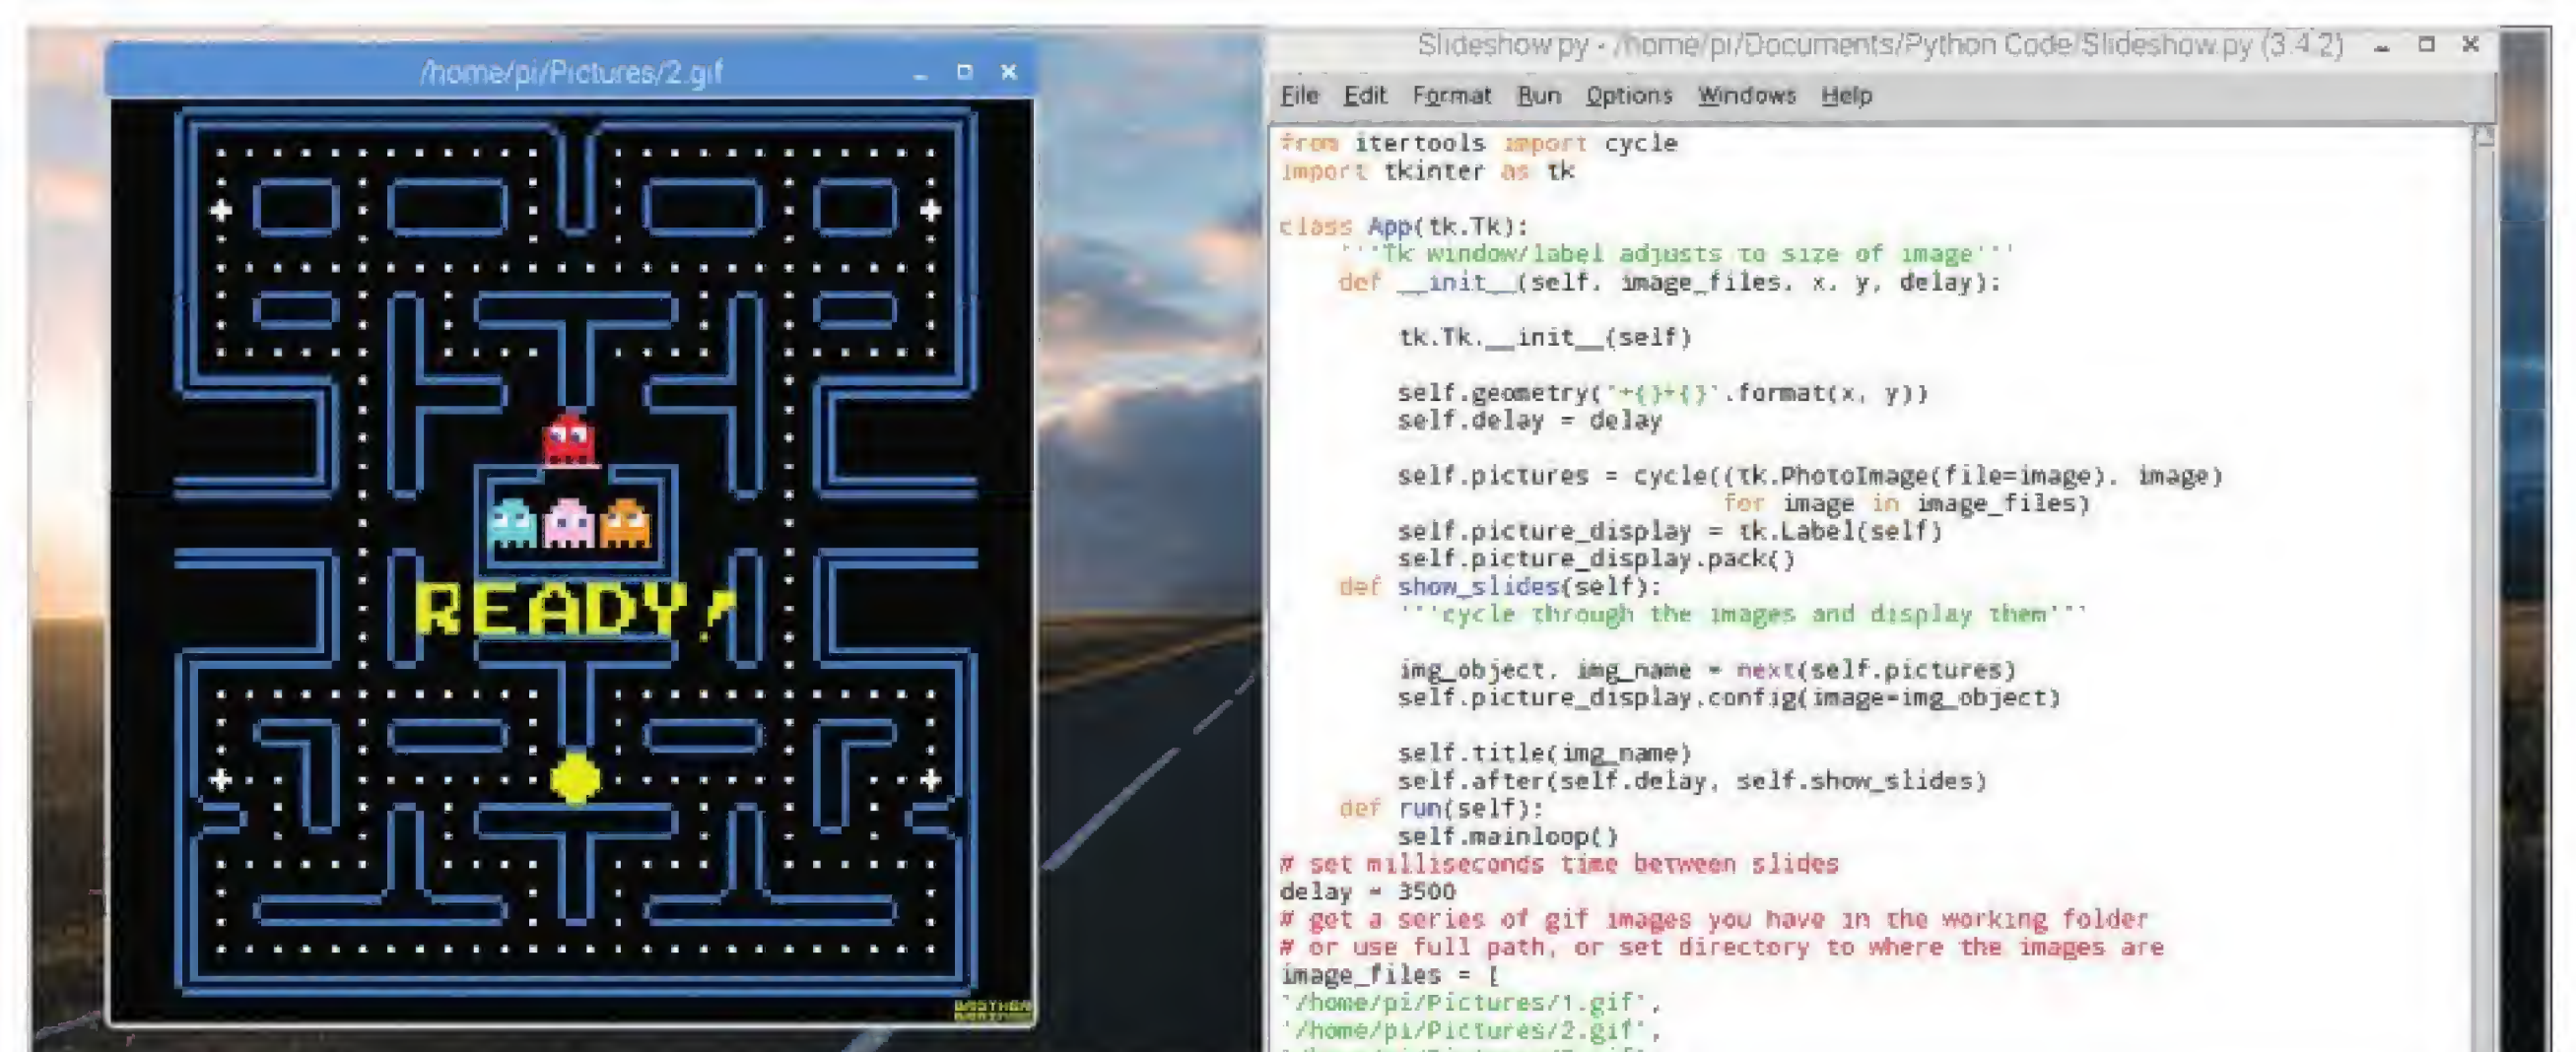 /home/pi/Pictures/2.gif
READY!
Slideshow.py - /home/pi/Documents/Python Code/Slideshow.py (3.4.2)
File Edit Format Run Options Windows Help
from itertools import cycle
import tkinter as tk
class App(tk.Tk):
'''Tk window/label adjusts to size of image'''
def __init__(self, image_files, x, y, delay):
tk.Tk.__init__(self)
self.geometry('+{}+{}'.format(x, y))
self.delay = delay
self.pictures = cycle((tk.PhotoImage(file=image), image)
for image in image_files)
self.picture_display = tk.Label(self)
self.picture_display.pack()
def show_slides(self):
'''cycle through the images and display them'''
img_object, img_name = next(self.pictures)
self.picture_display.config(image=img_object)
self.title(img_name)
self.after(self.delay, self.show_slides)
def run(self):
self.mainloop()
# set milliseconds time between slides
delay = 3500
# get a series of gif images you have in the working folder
# or use full path, or set directory to where the images are
image_files = [
'/home/pi/Pictures/1.gif',
'/home/pi/Pictures/2.gif',